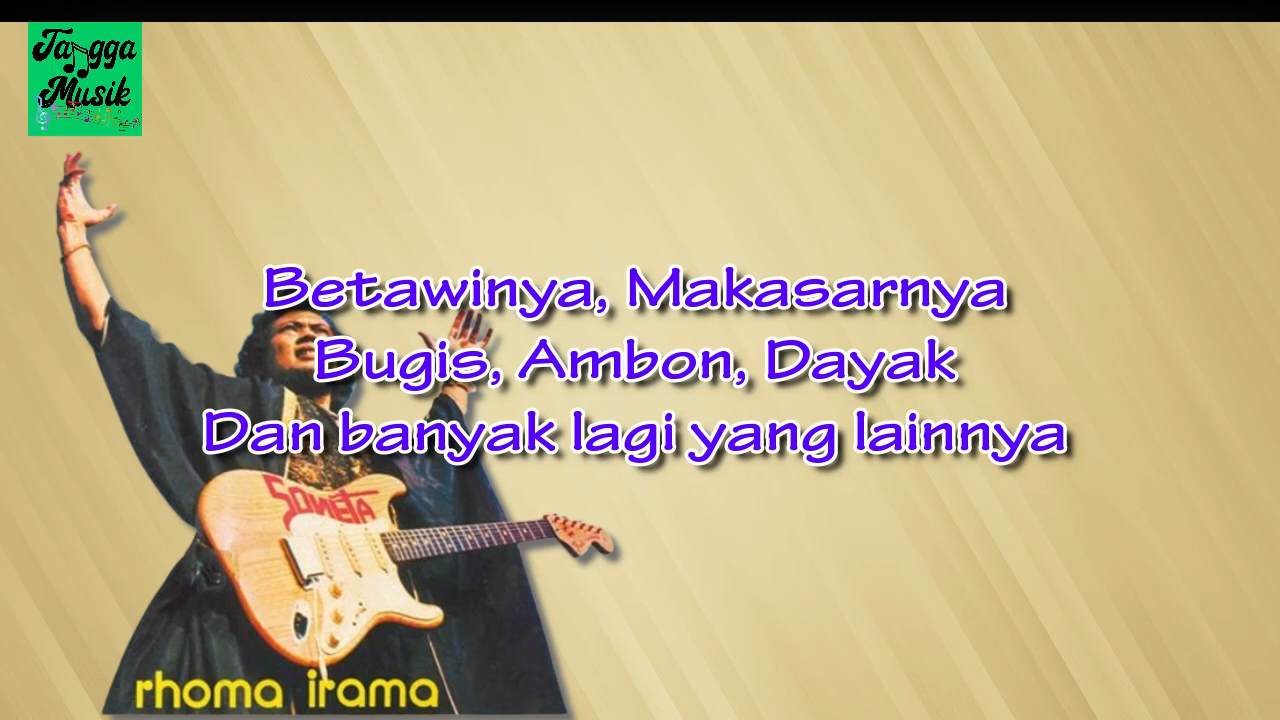 Tangga
Musik
Betawinya, Makasarnya
Bugis, Ambon, Dayak
Dan banyak lagi yang lainnya
SONETA
rhoma irama